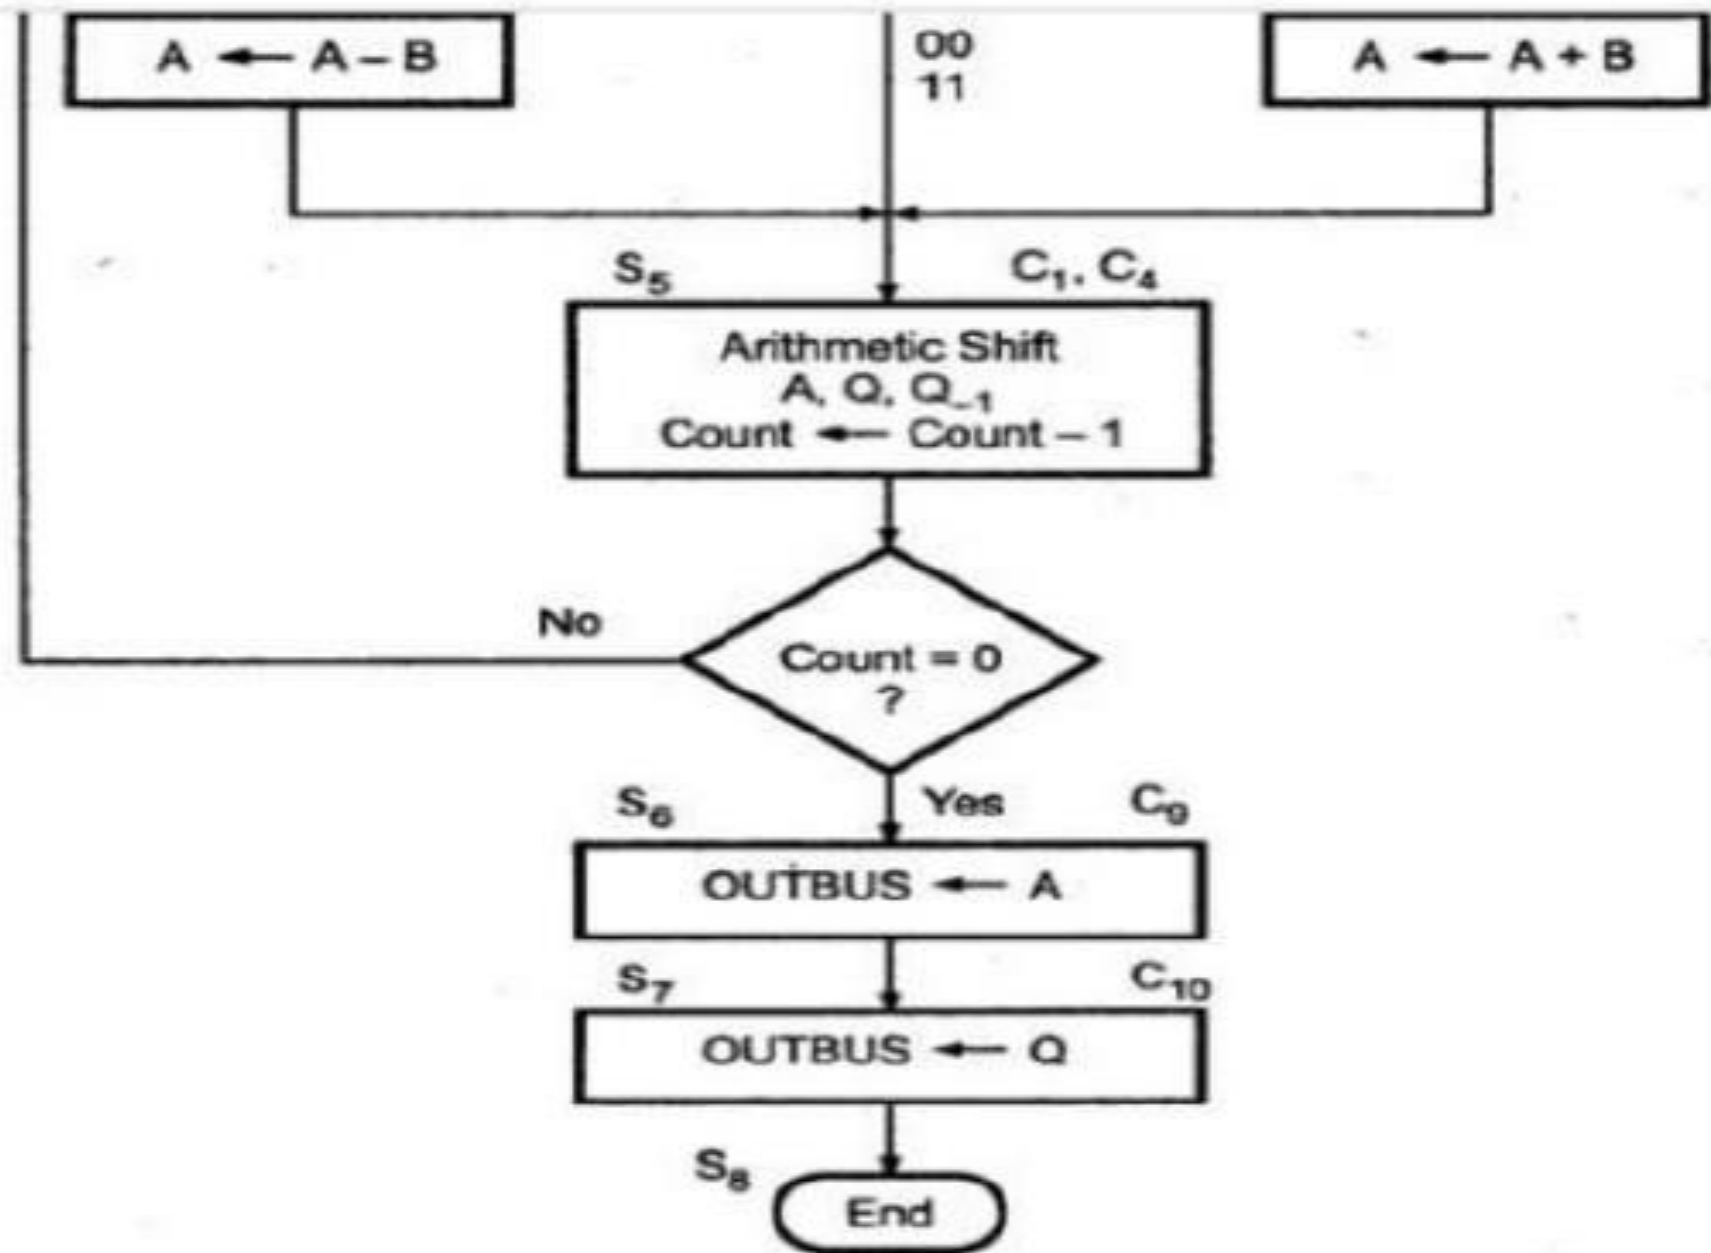 A ← A – B
00
11
A ← A + B
S5
C1, C4
Arithmetic Shift
A, Q, Q–1
Count ← Count – 1
No
Count = 0
?
Yes
S6
C9
OUTBUS ← A
S7
C10
OUTBUS ← Q
S8
End